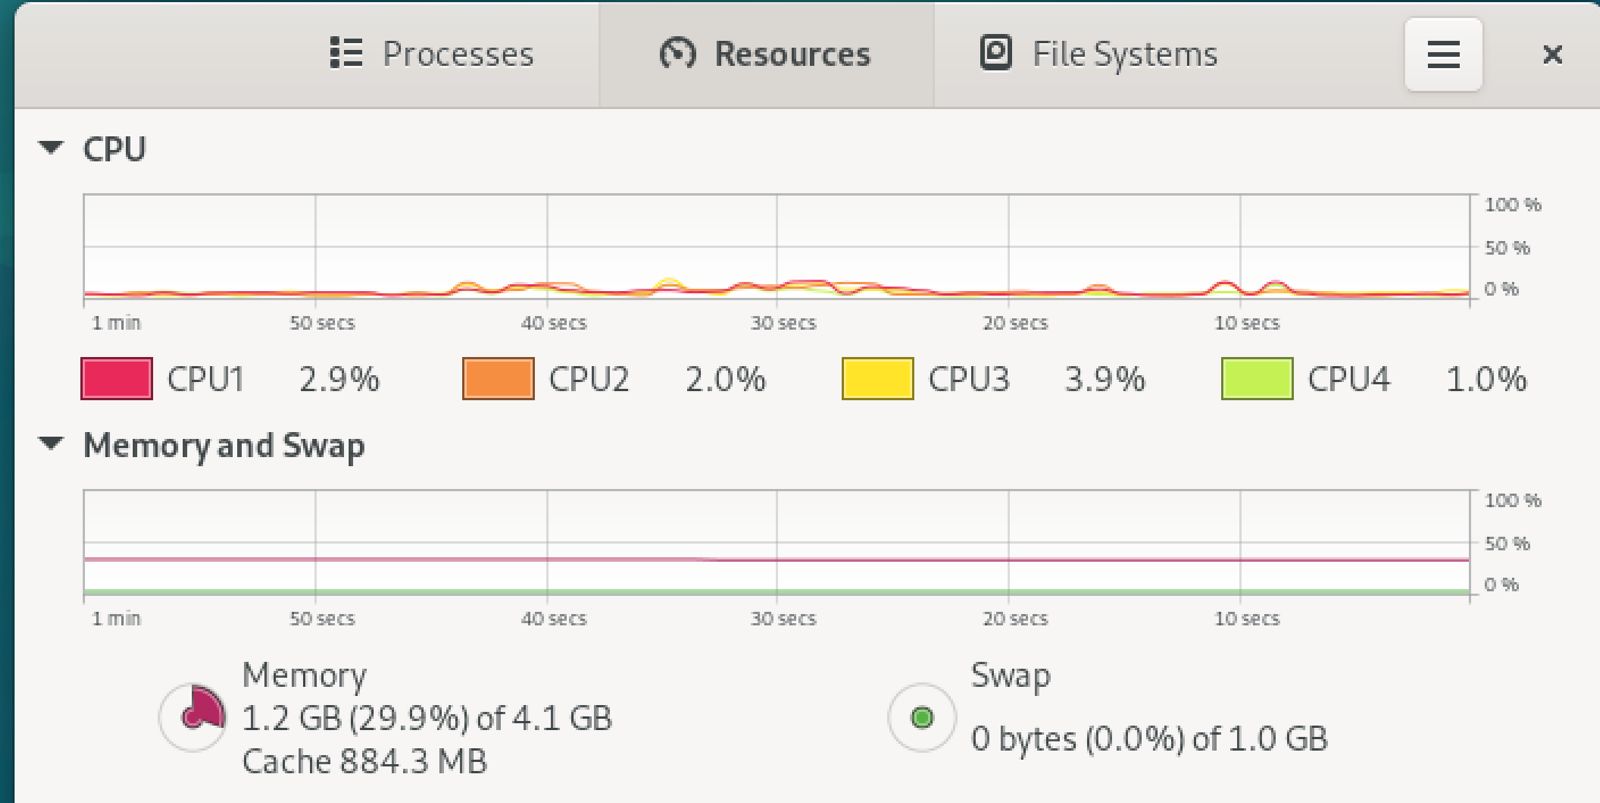 Processes Resources File Systems
CPU
100 %
50 %
0 %
1 min 50 secs 40 secs 30 secs 20 secs 10 secs
CPU1 2.9% CPU2 2.0% CPU3 3.9% CPU4 1.0%
Memory and Swap
100 %
50 %
0 %
1 min 50 secs 40 secs 30 secs 20 secs 10 secs
Memory
1.2 GB (29.9%) of 4.1 GB
Cache 884.3 MB
Swap
0 bytes (0.0%) of 1.0 GB